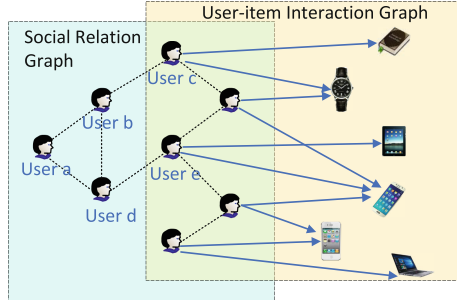 User-item Interaction Graph
Social Relation
Graph
User c
User b
User a
User e
User d